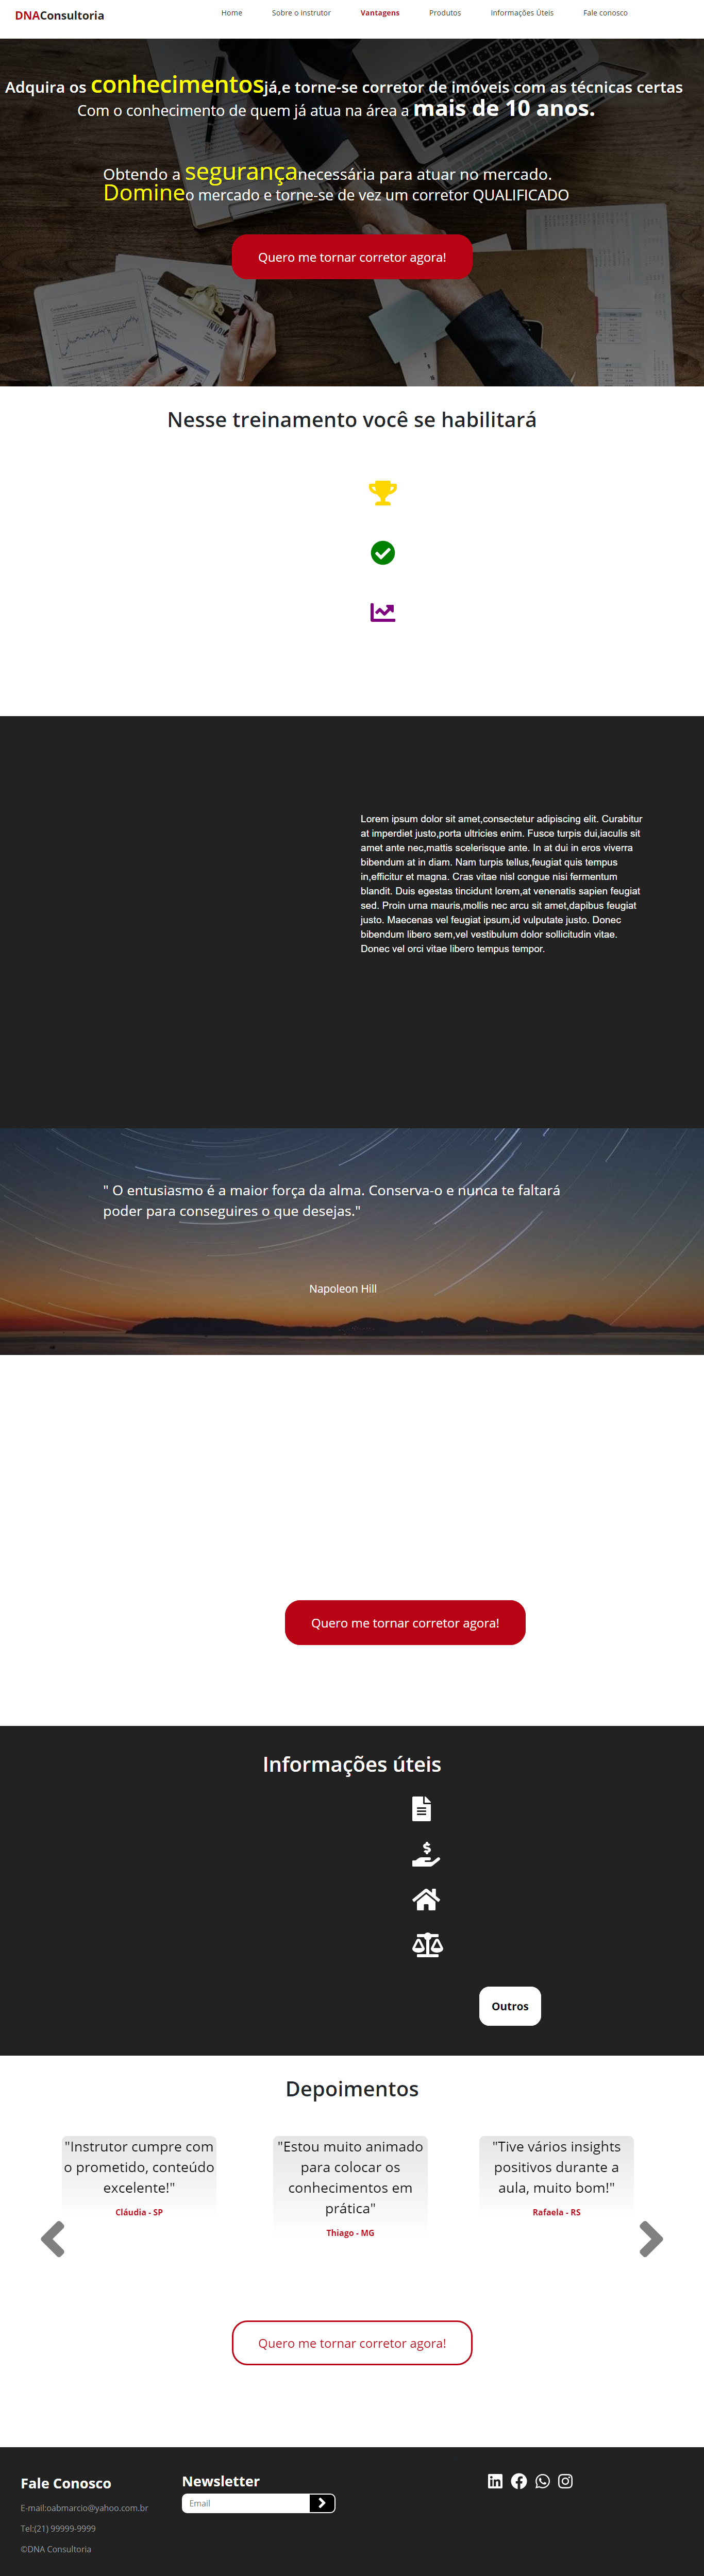 DNAConsultoria
Home Sobre o instrutor Vantagens Produtos Informações Úteis Fale conosco
Adquira os conhecimentosjá,e torne-se corretor de imóveis com as técnicas certas
Com o conhecimento de quem já atua na área a mais de 10 anos.
Obtendo a segurançanecessária para atuar no mercado.
Domineo mercado e torne-se de vez um corretor QUALIFICADO
Quero me tornar corretor agora!
Nesse treinamento você se habilitará
Lorem ipsum dolor sit amet,consectetur adipiscing elit. Curabitur
at imperdiet justo,porta ultricies enim. Fusce turpis dui,iaculis sit
amet ante nec,mattis scelerisque ante. In at dui in eros viverra
bibendum at in diam. Nam turpis tellus,feugiat quis tempus
in,efficitur et magna. Cras vitae nisl congue nisi fermentum
blandit. Duis egestas tincidunt lorem,at venenatis sapien feugiat
sed. Proin urna mauris,mollis nec arcu sit amet,dapibus feugiat
justo. Maecenas vel feugiat ipsum,id vulputate justo. Donec
bibendum libero sem,vel vestibulum dolor sollicitudin vitae.
Donec vel orci vitae libero tempus tempor.
" O entusiasmo é a maior força da alma. Conserva-o e nunca te faltará
poder para conseguires o que desejas."
Napoleon Hill
Quero me tornar corretor agora!
Informações úteis
Outros
Depoimentos
"Instrutor cumpre com
o prometido, conteúdo
excelente!"
Cláudia - SP
"Estou muito animado
para colocar os
conhecimentos em
prática"
Thiago - MG
"Tive vários insights
positivos durante a
aula, muito bom!"
Rafaela - RS
Quero me tornar corretor agora!
Fale Conosco
E-mail:oabmarcio@yahoo.com.br
Tel:(21) 99999-9999
©DNA Consultoria
Newsletter
Email